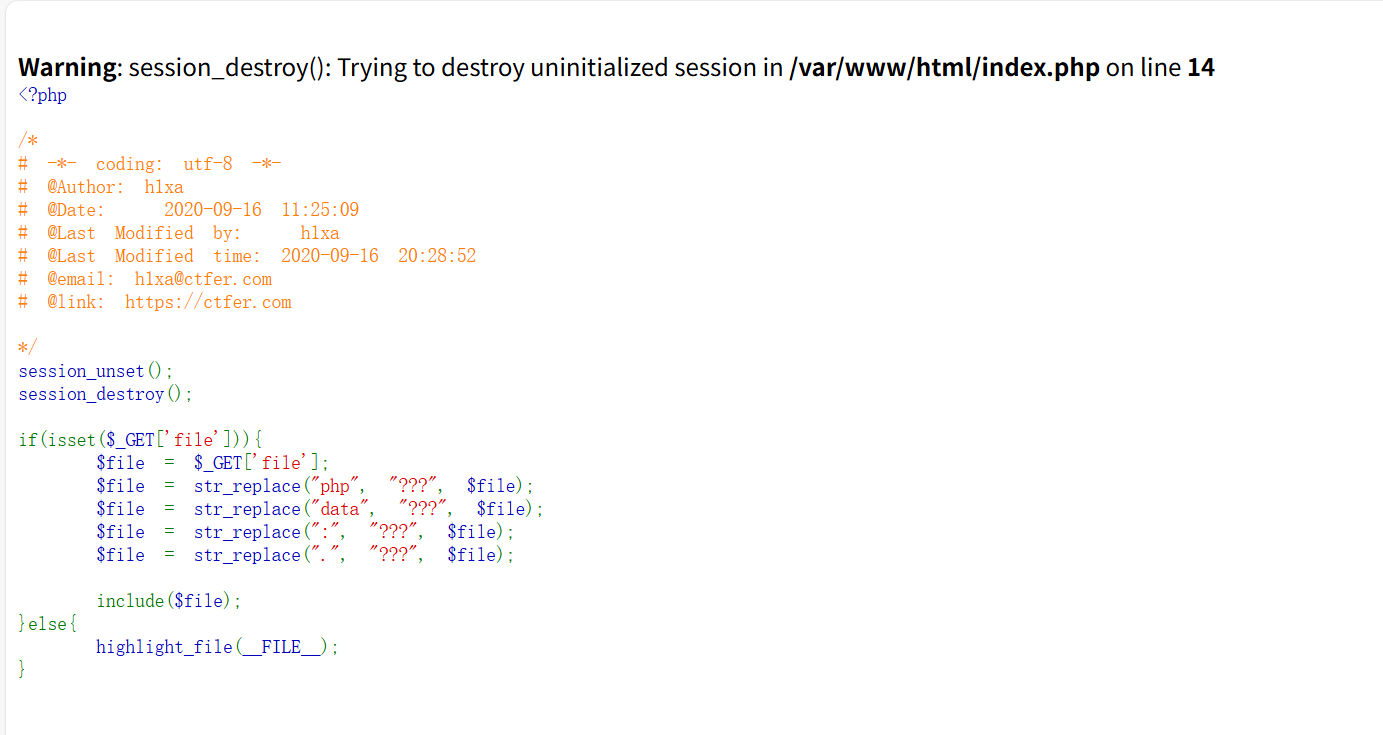 Warning: session_destroy(): Trying to destroy uninitialized session in /var/www/html/index.php on line 14
<?php
/*
# -*- coding: utf-8 -*-
# @Author: hlxa
# @Date: 2020-09-16 11:25:09
# @Last Modified by: hlxa
# @Last Modified time: 2020-09-16 20:28:52
# @email: hlxa@ctfer.com
# @link: https://ctfer.com
*/
session_unset();
session_destroy();
if(isset($_GET['file'])){
$file = $_GET['file'];
$file = str_replace("php", "???", $file);
$file = str_replace("data", "???", $file);
$file = str_replace(":", "???", $file);
$file = str_replace(".", "???", $file);
include($file);
}else{
highlight_file(__FILE__);
}